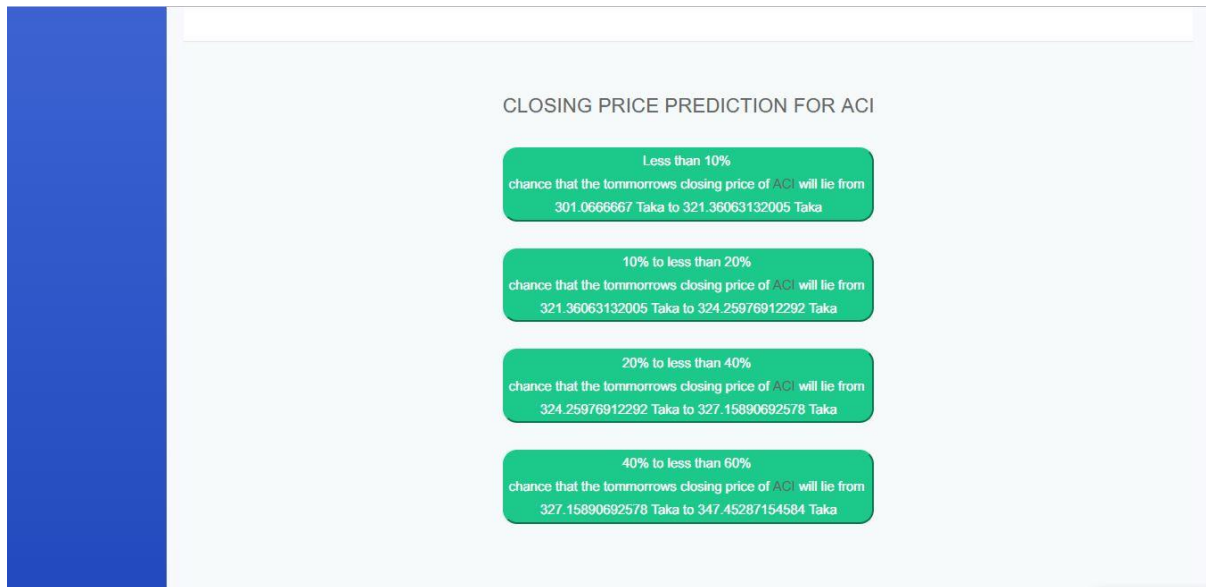 CLOSING PRICE PREDICTION FOR ACI
Less than 10%
chance that the tommorrows closing price of ACI will lie from
301.0666667 Taka to 321.36063132005 Taka
10% to less than 20%
chance that the tommorrows closing price of ACI will lie from
321.36063132005 Taka to 324.25976912292 Taka
20% to less than 40%
chance that the tommorrows closing price of ACI will lie from
324.25976912292 Taka to 327.15890692578 Taka
40% to less than 60%
chance that the tommorrows closing price of ACI will lie from
327.15890692578 Taka to 347.45287154584 Taka